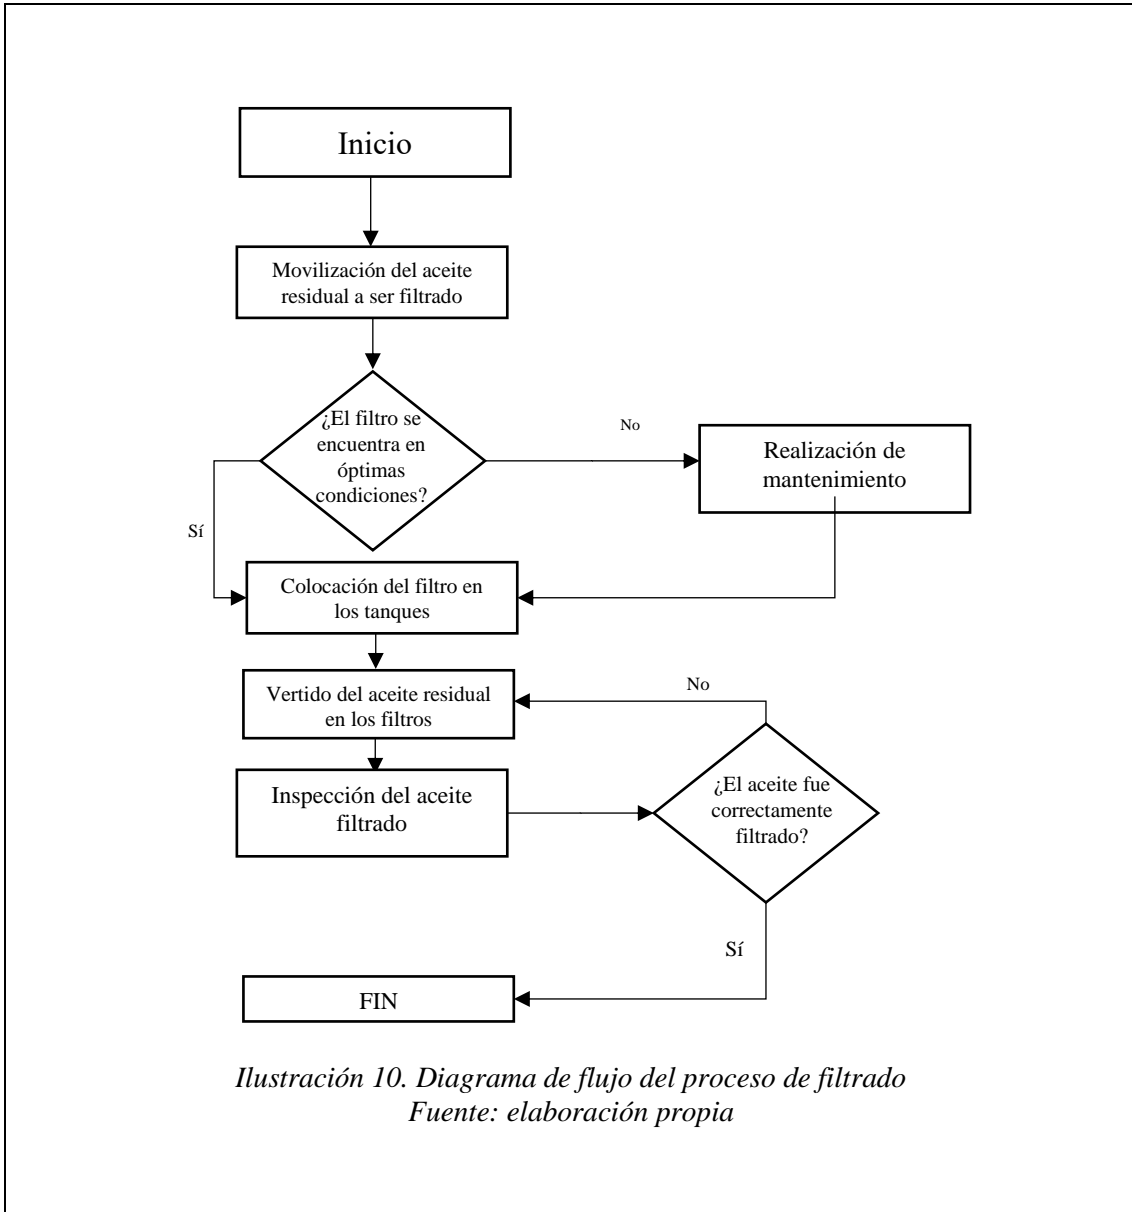 Inicio
Movilización del aceite
residual a ser filtrado
¿El filtro se
encuentra en
óptimas
condiciones?
No
Realización de
mantenimiento
Sí
Colocación del filtro en
los tanques
Vertido del aceite residual
en los filtros
No
Inspección del aceite
filtrado
¿El aceite fue
correctamente
filtrado?
Sí
FIN
Ilustración 10. Diagrama de flujo del proceso de filtrado
Fuente: elaboración propia